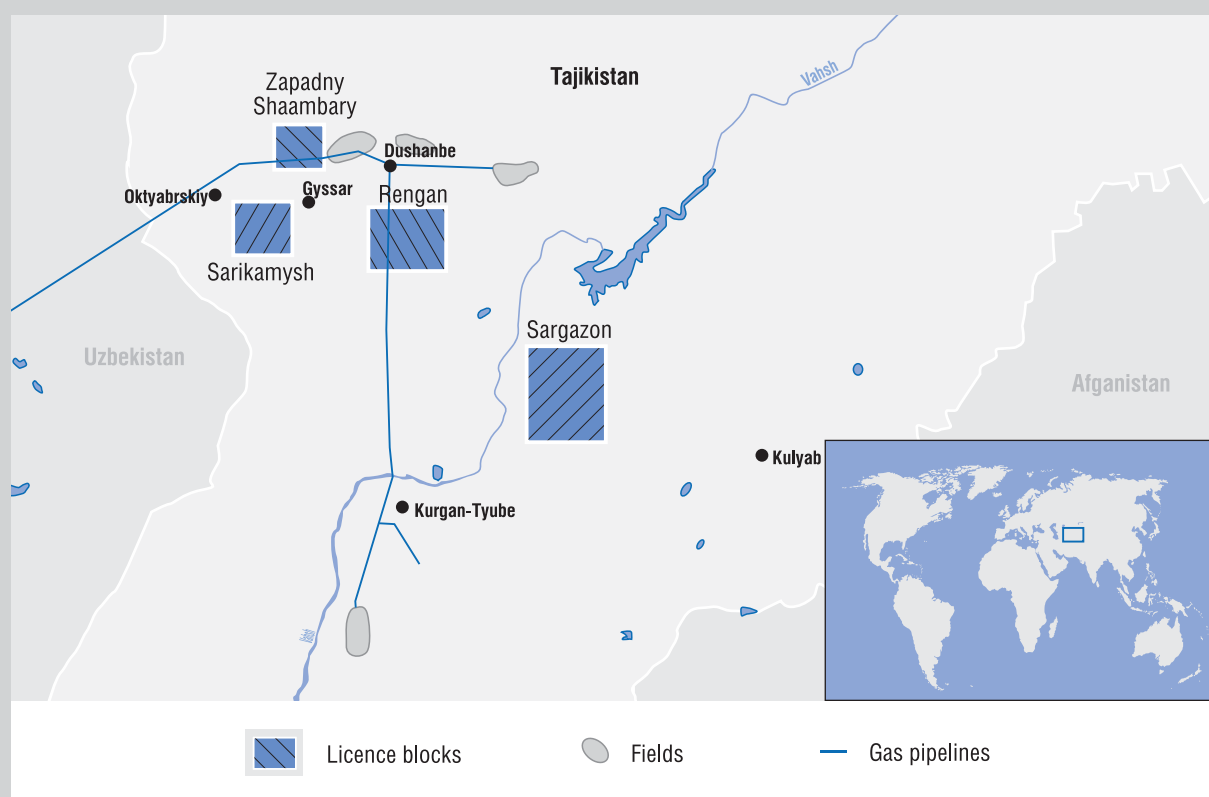 Tajikistan
Vahsh
Zapadny
Shaambary
Dushanbe
Oktyabrskiy
Gyssar
Rengan
Sarikamysh
Sargazon
Uzbekistan
Afganistan
Kulyab
Kurgan-Tyube
Licence blocks
Fields
Gas pipelines